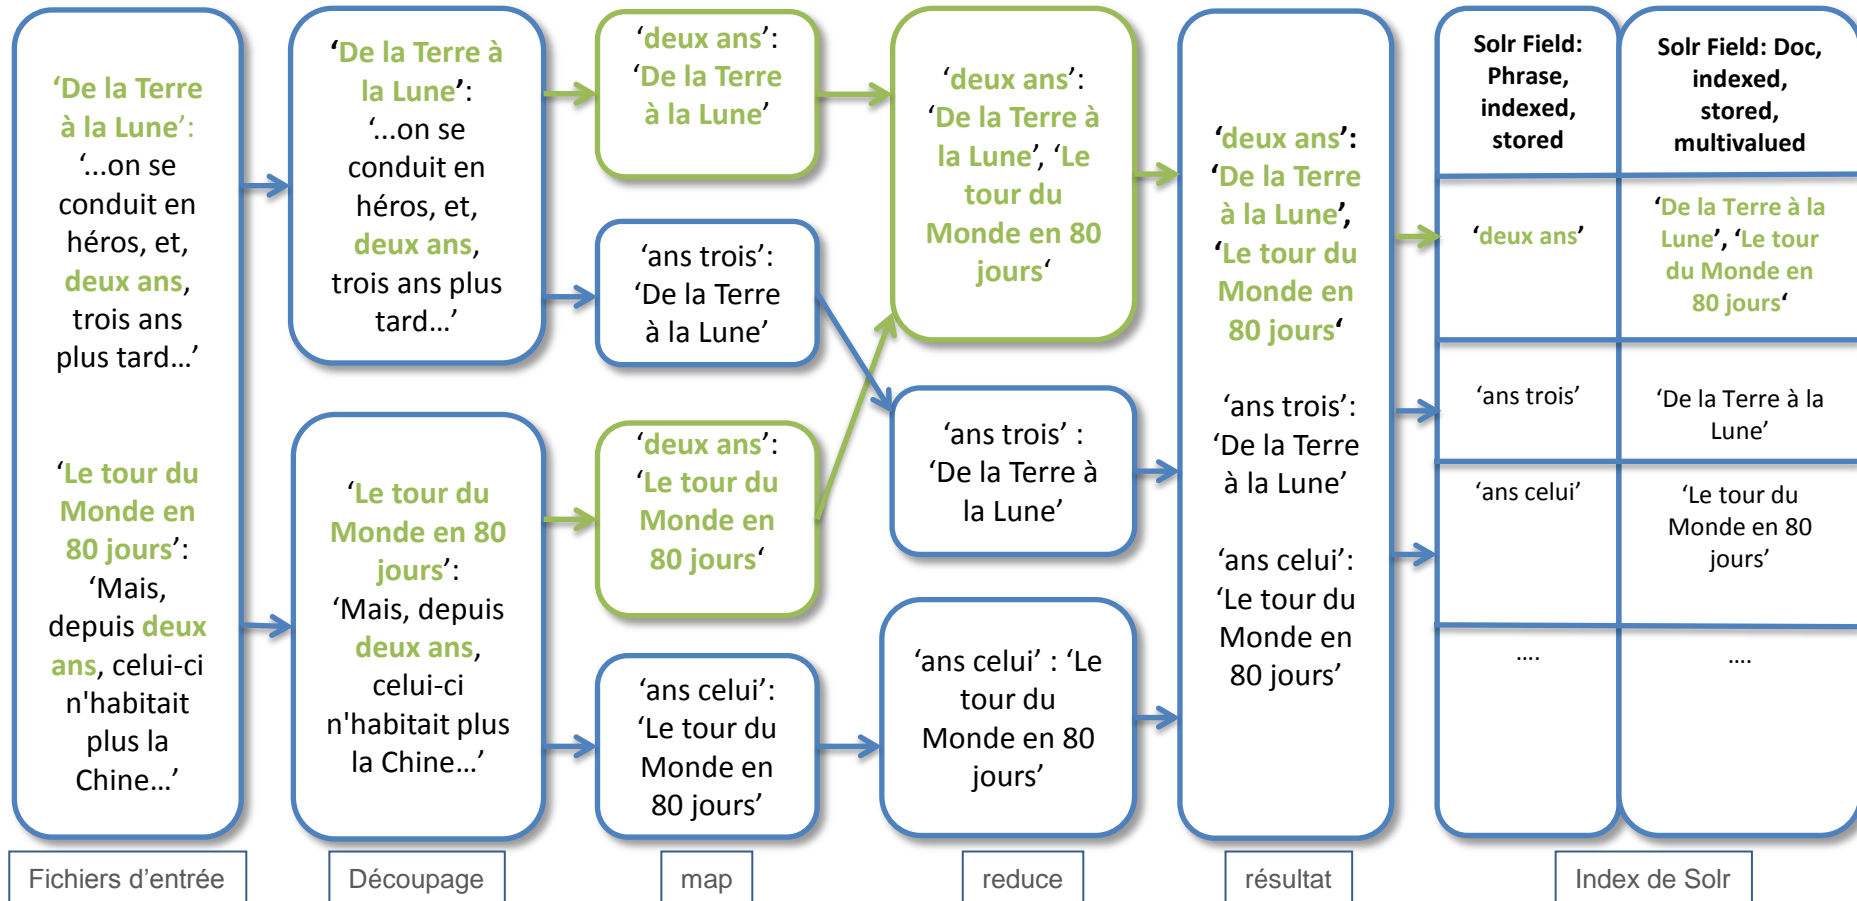 ‘De la Terre
à la Lune’:
‘...on se
conduit en
héros, et,
deux ans,
trois ans
plus tard…’
‘Le tour du
Monde en
80 jours’:
‘Mais,
depuis deux
ans, celui-ci
n'habitait
plus la
Chine…’
Fichiers d’entrée
‘De la Terre à
la Lune’:
‘...on se
conduit en
héros, et,
deux ans,
trois ans plus
tard…’
‘Le tour du
Monde en 80
jours’:
‘Mais, depuis
deux ans,
celui-ci
n'habitait plus
la Chine…’
Découpage
‘deux ans’:
‘De la Terre
à la Lune’
‘ans trois’:
‘De la Terre
à la Lune’
‘deux ans’:
‘Le tour du
Monde en
80 jours‘
‘ans celui’:
‘Le tour du
Monde en
80 jours’
map
‘deux ans’:
‘De la Terre à
la Lune’, ‘Le
tour du
Monde en 80
jours‘
‘ans trois’ :
‘De la Terre à
la Lune’
‘ans celui’ : ‘Le
tour du
Monde en 80
jours’
reduce
‘deux ans’:
‘De la Terre
à la Lune’,
‘Le tour du
Monde en
80 jours‘
‘ans trois’:
‘De la Terre
à la Lune’
‘ans celui’:
‘Le tour du
Monde en
80 jours’
résultat
Solr Field:
Phrase,
indexed,
stored
Solr Field: Doc,
indexed,
stored,
multivalued
‘deux ans’
‘De la Terre à la
Lune’, ‘Le tour
du Monde en
80 jours‘
‘ans trois’
‘De la Terre à la
Lune’
‘ans celui’
‘Le tour du
Monde en 80
jours’
....
....
Index de Solr